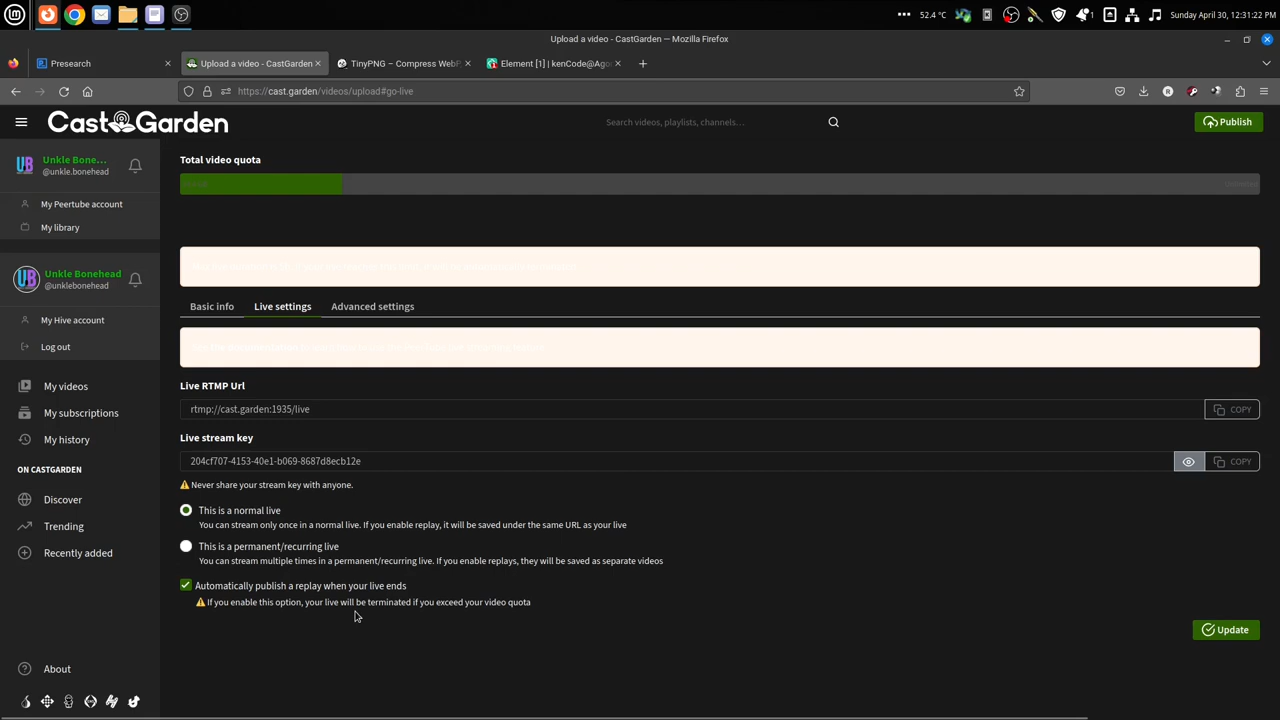 52.4 °C
1
Sunday April 30, 12:31:22 PM
Upload a video - CastGarden — Mozilla Firefox
Presearch
Upload a video - CastGarden
TinyPNG – Compress WebP
Element [1] | kenCode@Ago
https://cast.garden/videos/upload#go-live
Cast Garden
Search videos, playlists, channels…
Publish
Unkle Bone...
@unkle.bonehead
My Peertube account
My library
Unkle Bonehead
@unklebonehead
My Hive account
Log out
My videos
My subscriptions
My history
ON CASTGARDEN
Discover
Trending
Recently added
About
Total video quota
Basic info
Live settings
Advanced settings
Live RTMP Url
rtmp://cast.garden:1935/live
COPY
Live stream key
204cf707-4153-40e1-b069-8687d8ecb12e
COPY
Never share your stream key with anyone.
This is a normal live
You can stream only once in a normal live. If you enable replay, it will be saved under the same URL as your live
This is a permanent/recurring live
You can stream multiple times in a permanent/recurring live. If you enable replays, they will be saved as separate videos
Automatically publish a replay when your live ends
If you enable this option, your live will be terminated if you exceed your video quota
Update